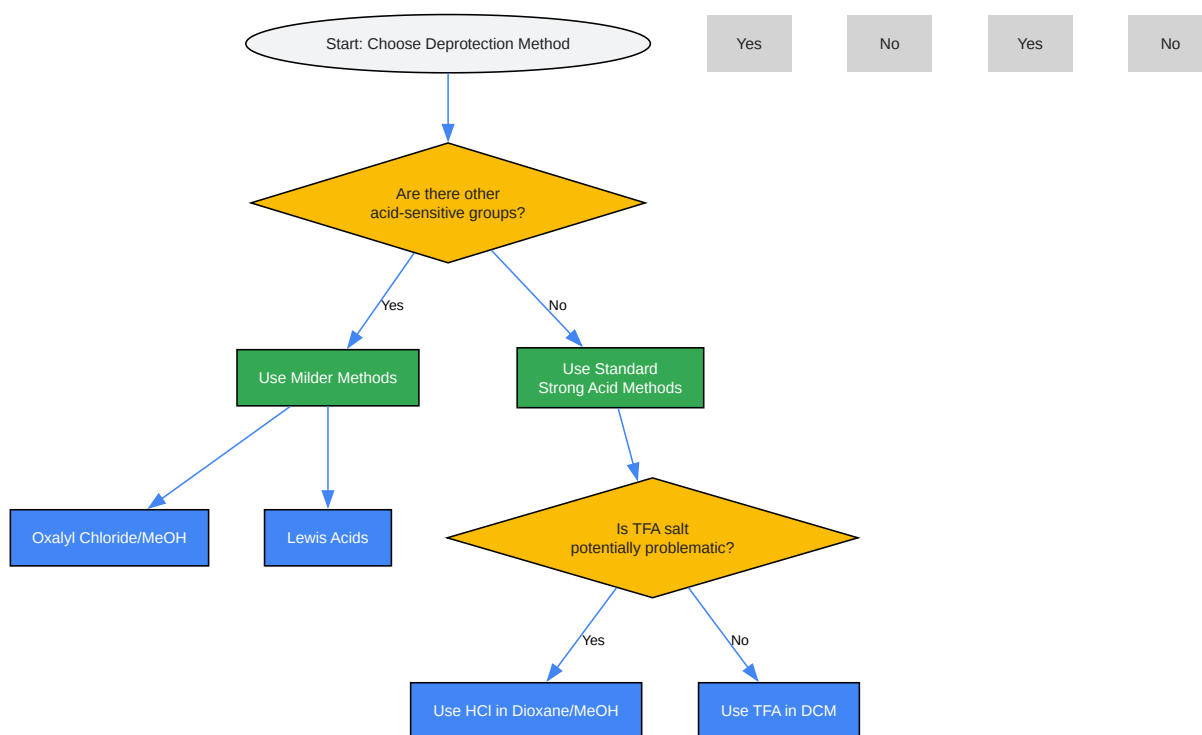 Start: Choose Deprotection Method
Yes
No
Yes
No
Are there other
acid-sensitive groups?
Yes
No
Use Milder Methods
Use Standard
Strong Acid Methods
Oxalyl Chloride/MeOH
Lewis Acids
Is TFA salt
potentially problematic?
Yes
No
Use HCl in Dioxane/MeOH
Use TFA in DCM